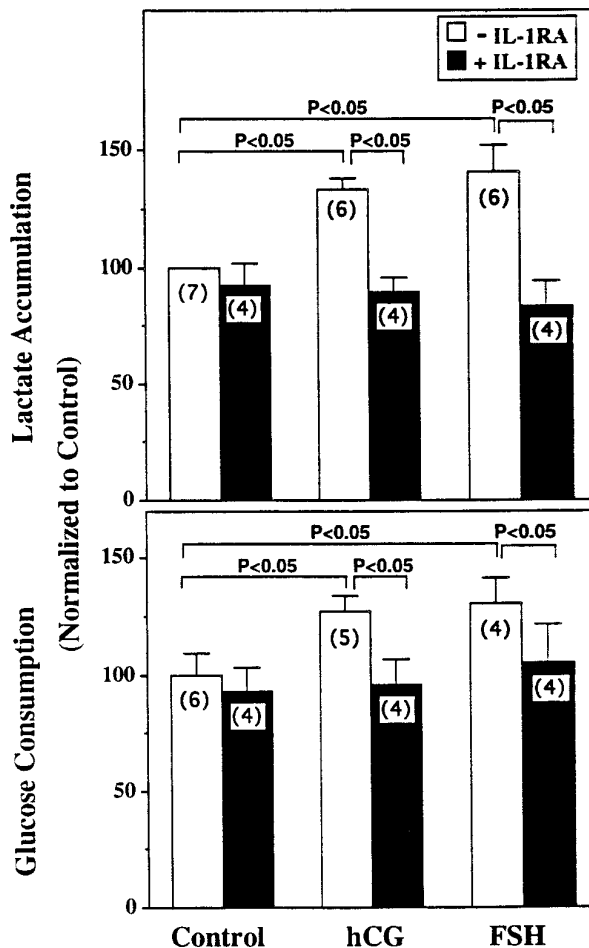 - IL-1RA
+ IL-1RA
P<0.05
P<0.05
P<0.05
P<0.05
150
100
50
0
(7)
(4)
(6)
(4)
(6)
(4)
Lactate Accumulation
(Normalized to Control)
Glucose Consumption
P<0.05
P<0.05
P<0.05
P<0.05
150
100
50
0
(6)
(4)
(5)
(4)
(4)
(4)
Control hCG FSH